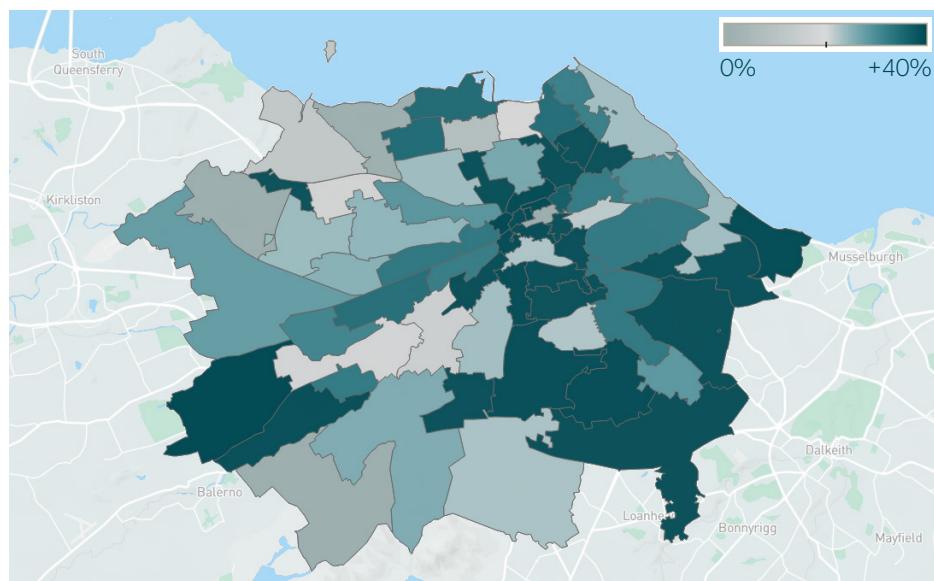 South
Queensferry
0%
+40%
Kirkliston
Musselburgh
Dalkeith
Balerno
Loanhe
Bonnyrigg
Mayfield